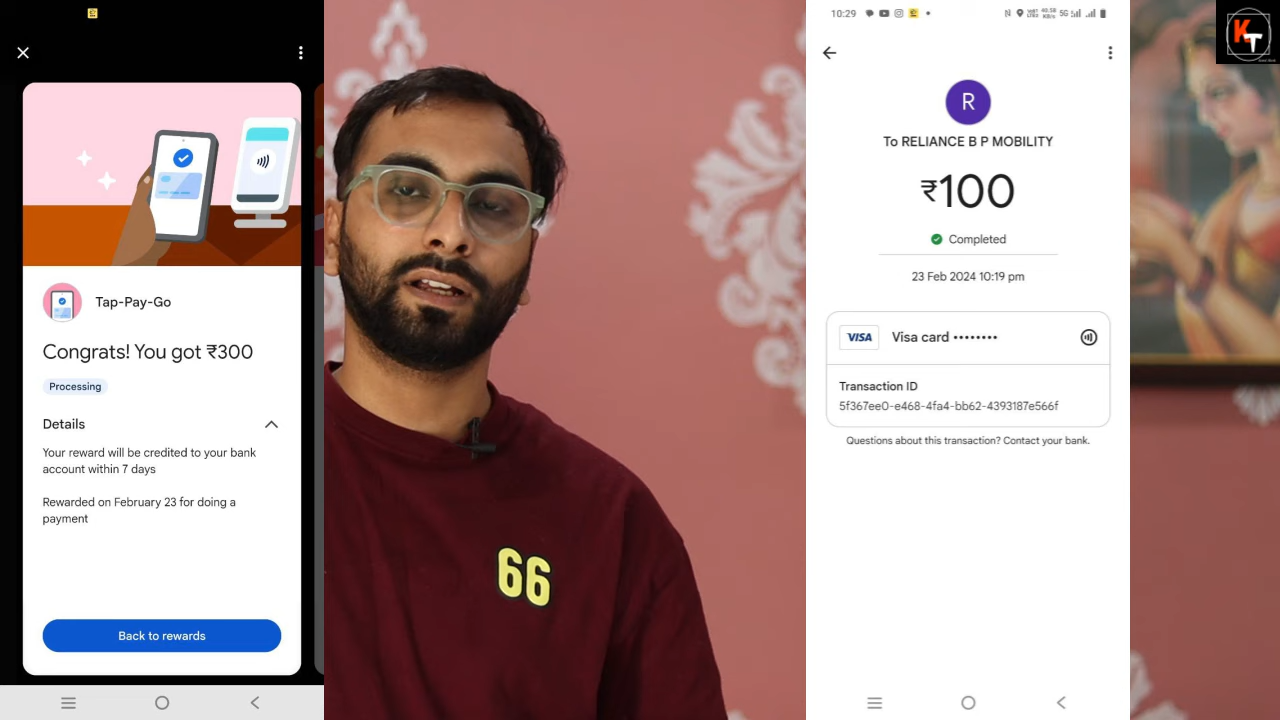 Tap-Pay-Go
Congrats! You got ₹300
Processing
Details
Your reward will be credited to your bank
account within 7 days
Rewarded on February 23 for doing a
payment
Back to rewards
66
10:29
5G
R
To RELIANCE B P MOBILITY
₹100
Completed
23 Feb 2024 10:19 pm
VISA Visa card ••••••••
Transaction ID
5f367ee0-e468-4fa4-bb62-4393187e566f
Questions about this transaction? Contact your bank.
KT